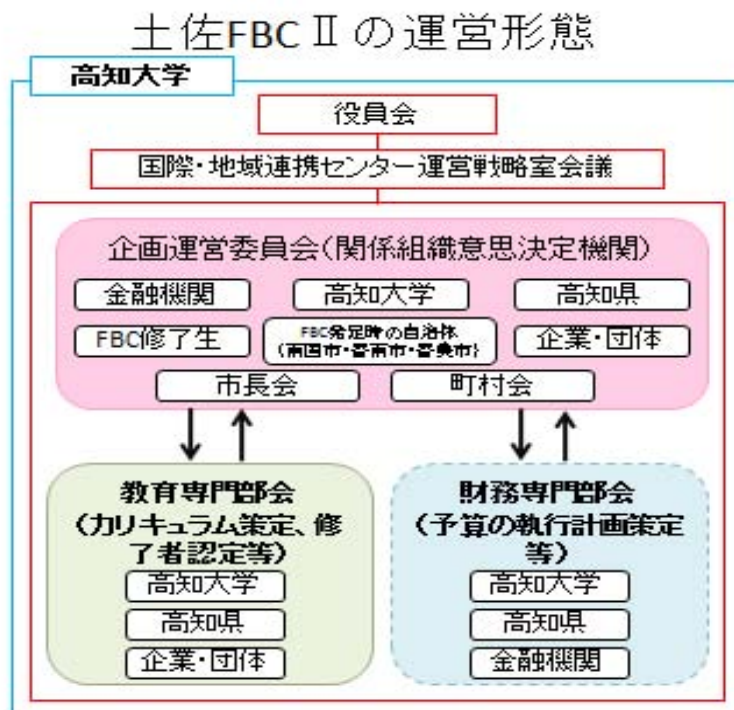 土佐FBCⅡの運営形態
高知大学
役員会
国際・地域連携センター運営戦略室会議
企画運営委員会(関係組織意思決定機関)
金融機関
高知大学
高知県
FBC修了生
FBC発足時の自治体
(南国市・香南市・香美市)
企業・団体
市長会
町村会
教育専門部会
(カリキュラム策定、修
了者認定等)
高知大学
高知県
企業・団体
財務専門部会
(予算の執行計画策定
等)
高知大学
高知県
金融機関